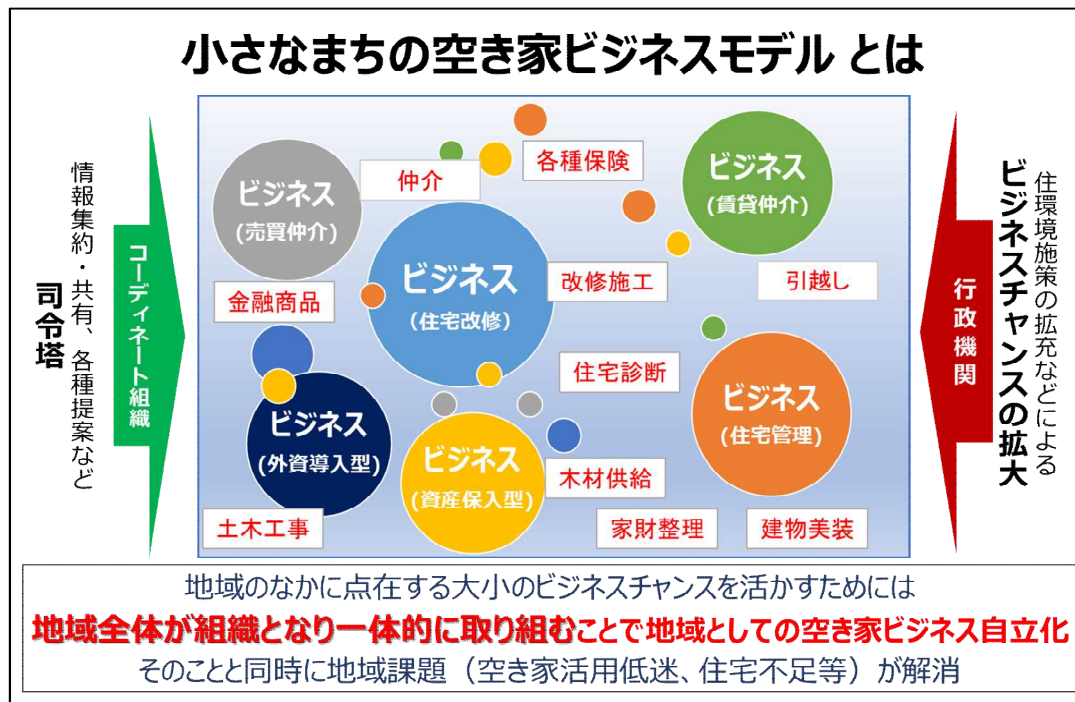 小さなまちの空き家ビジネスモデル とは
情報集約・共有、各種提案など
司令塔
コーディネート組織
ビジネス
(売買仲介)
仲介
各種保険
ビジネス
(賃貸仲介)
金融商品
ビジネス
(住宅改修)
改修施工
引越し
住宅診断
ビジネス
(外資導入型)
ビジネス
(資産保入型)
ビジネス
(住宅管理)
木材供給
土木工事
家財整理
建物美装
行政機関
住環境施策の拡充などによる
ビジネスチャンスの拡大
地域のなかに点在する大小のビジネスチャンスを活かすためには
地域全体が組織となり一体的に取り組むことで地域としての空き家ビジネス自立化
そのことと同時に地域課題（空き家活用低迷、住宅不足等）が解消